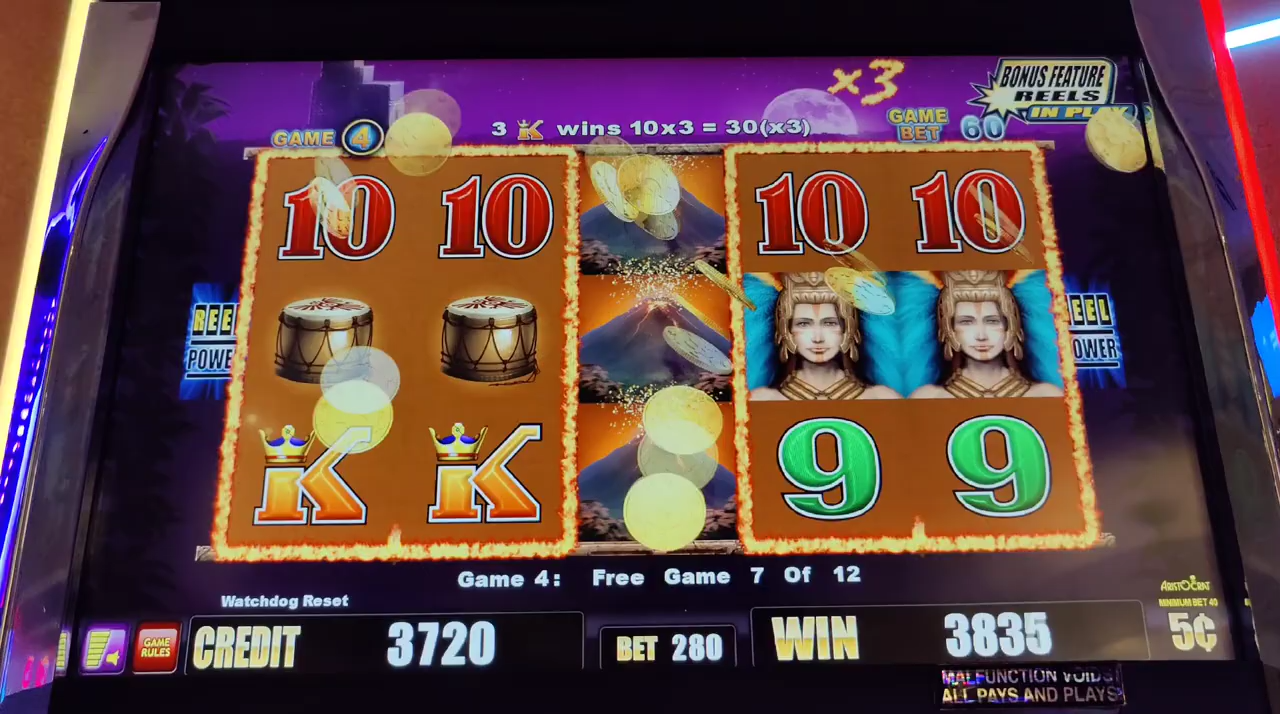 x3
BONUS FEATURE
REELS
IN PLAY
GAME 4
3 K wins 10x3 = 30(x3)
GAME
BET 60
10 10 10 10
REEL
POWER
EEL
OWER
K K 9 9
Game 4: Free Game 7 Of 12
Watchdog Reset
ARISTOCRAT
MINIMUM BET 40
5¢
GAME
RULES
CREDIT 3720
BET 280
WIN 3835
MALFUNCTION VOIDS
ALL PAYS AND PLAYS